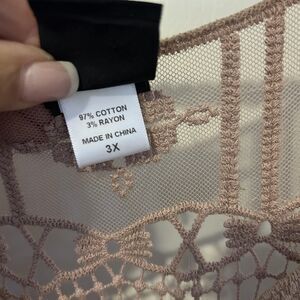 97% COTTON
3% RAYON
MADE IN CHINA
3X